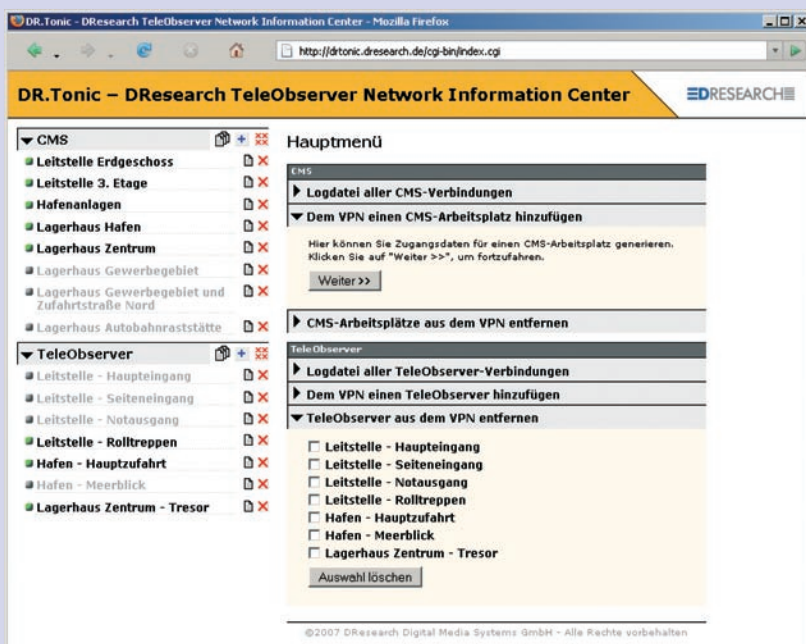 DR.Tonic - DResearch TeleObserver Network Information Center - Mozilla Firefox
http://drtonic.dresearch.de/cgi-bin/index.cgi
DR.Tonic – DResearch TeleObserver Network Information Center
DRESEARCH
CMS
Leitstelle Erdgeschoss
Leitstelle 3. Etage
Hafenanlagen
Lagerhaus Hafen
Lagerhaus Zentrum
Lagerhaus Gewerbegebiet
Lagerhaus Gewerbegebiet und
Zufahrtstraße Nord
Lagerhaus Autobahnraststätte
TeleObserver
Leitstelle - Haupteingang
Leitstelle - Seiteneingang
Leitstelle - Notausgang
Leitstelle - Rolltreppen
Hafen - Hauptzufahrt
Hafen - Meerblick
Lagerhaus Zentrum - Tresor
Hauptmenü
CMS
Logdatei aller CMS-Verbindungen
Dem VPN einen CMS-Arbeitsplatz hinzufügen
Hier können Sie Zugangsdaten für einen CMS-Arbeitsplatz generieren.
Klicken Sie auf "Weiter >>", um fortzufahren.
Weiter >>
CMS-Arbeitsplätze aus dem VPN entfernen
TeleObserver
Logdatei aller TeleObserver-Verbindungen
Dem VPN einen TeleObserver hinzufügen
TeleObserver aus dem VPN entfernen
Leitstelle - Haupteingang
Leitstelle - Seiteneingang
Leitstelle - Notausgang
Leitstelle - Rolltreppen
Hafen - Hauptzufahrt
Hafen - Meerblick
Lagerhaus Zentrum - Tresor
Auswahl löschen
©2007 DResearch Digital Media Systems GmbH - Alle Rechte vorbehalten